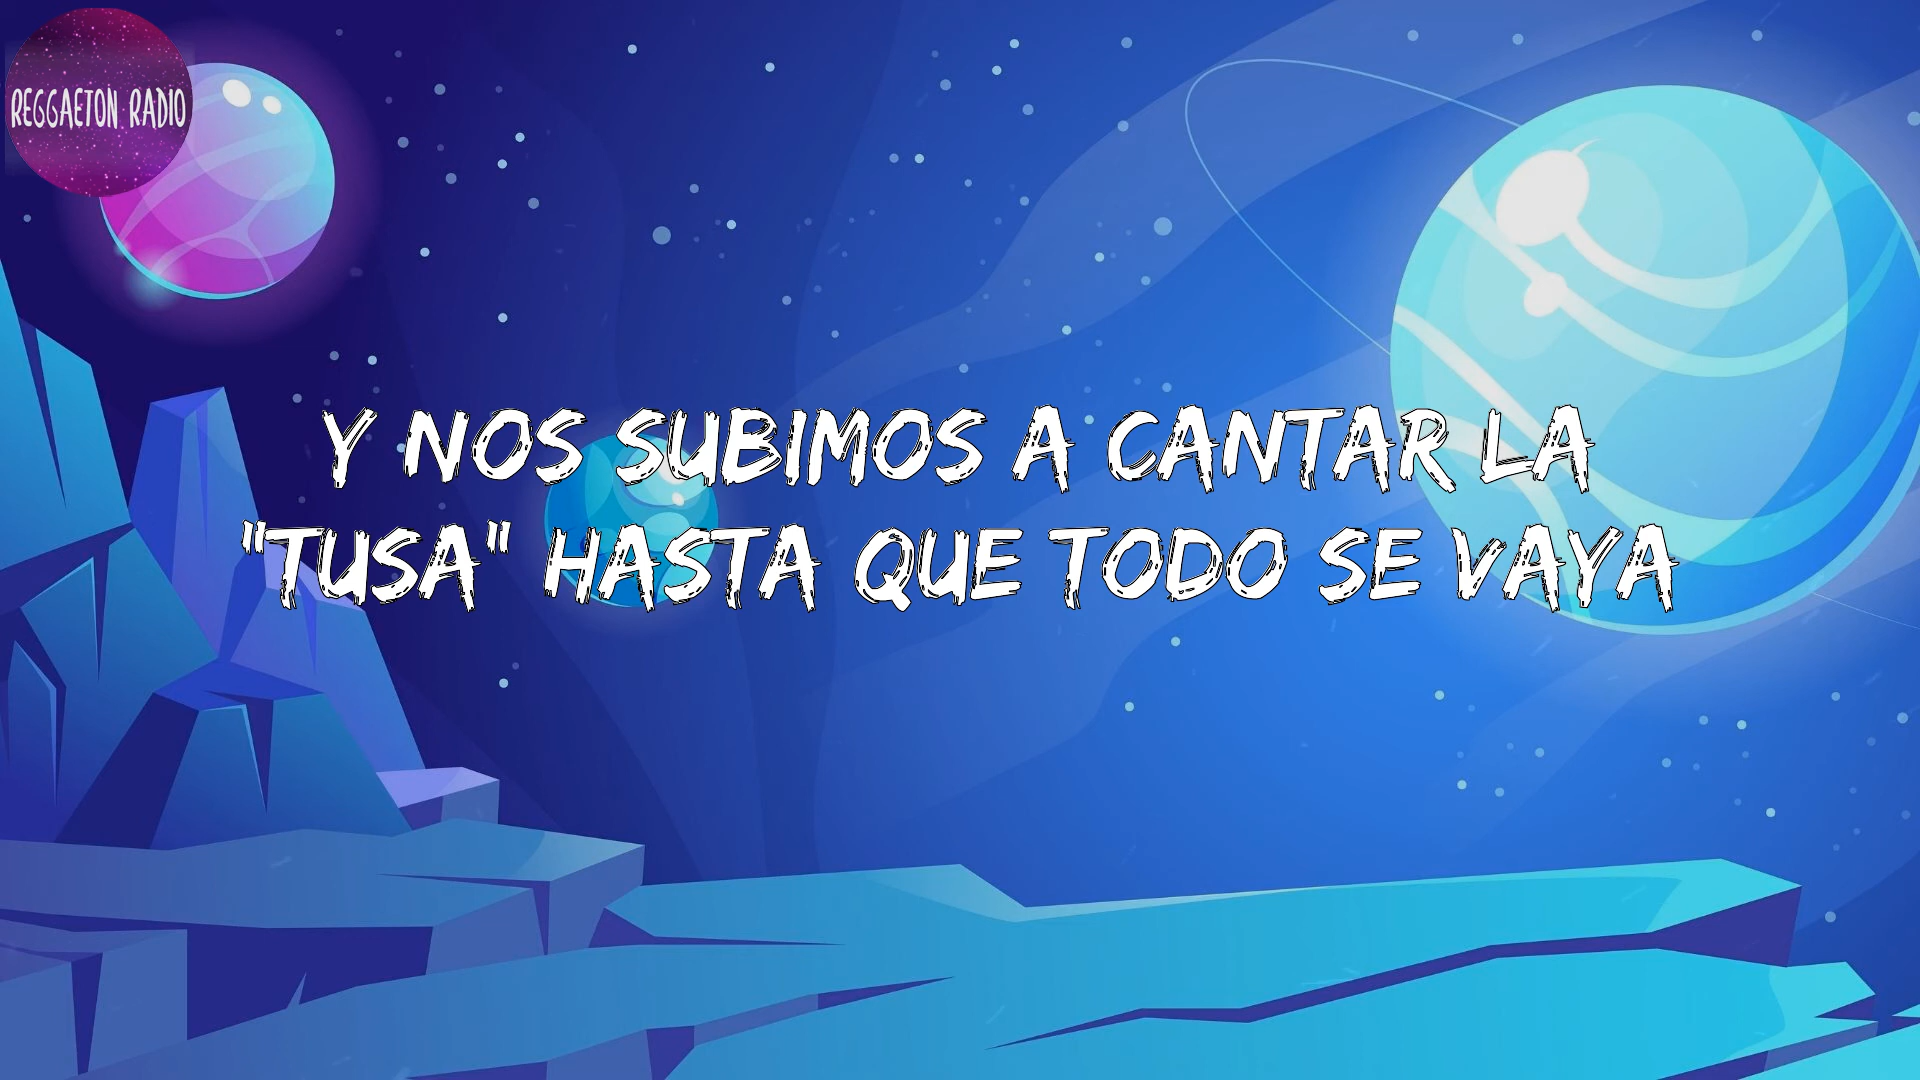 REGGAETON RADIO
Y NOS SUBIMOS A CANTAR LA
"TUSA" HASTA QUE TODO SE VAYA